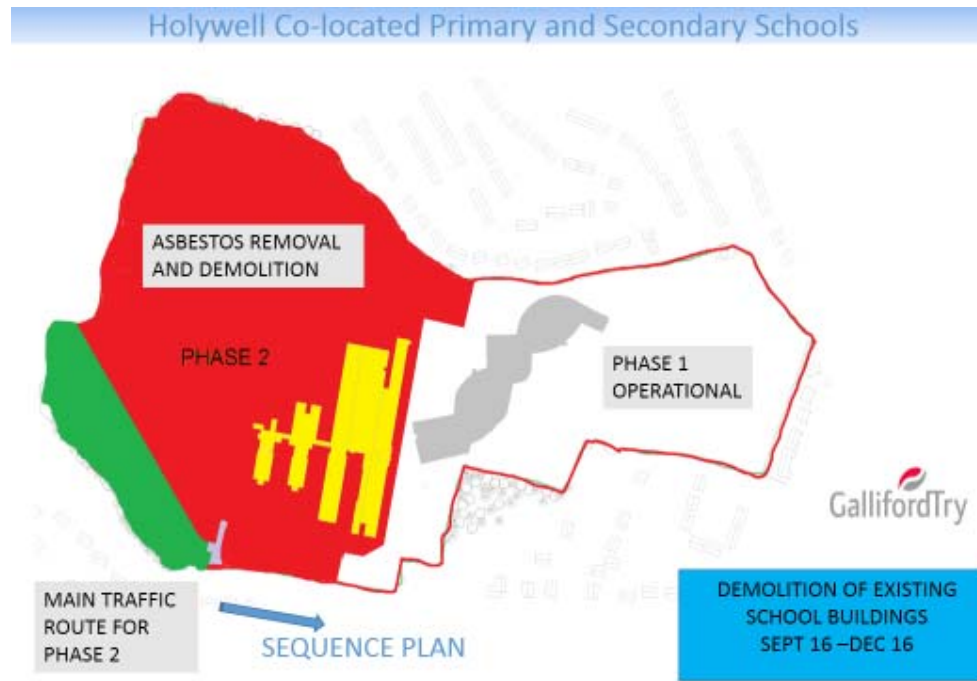 Holywell Co-located Primary and Secondary Schools
ASBESTOS REMOVAL
AND DEMOLITION
PHASE 2
PHASE 1
OPERATIONAL
GallifordTry
MAIN TRAFFIC
ROUTE FOR
PHASE 2
SEQUENCE PLAN
DEMOLITION OF EXISTING
SCHOOL BUILDINGS
SEPT 16 –DEC 16